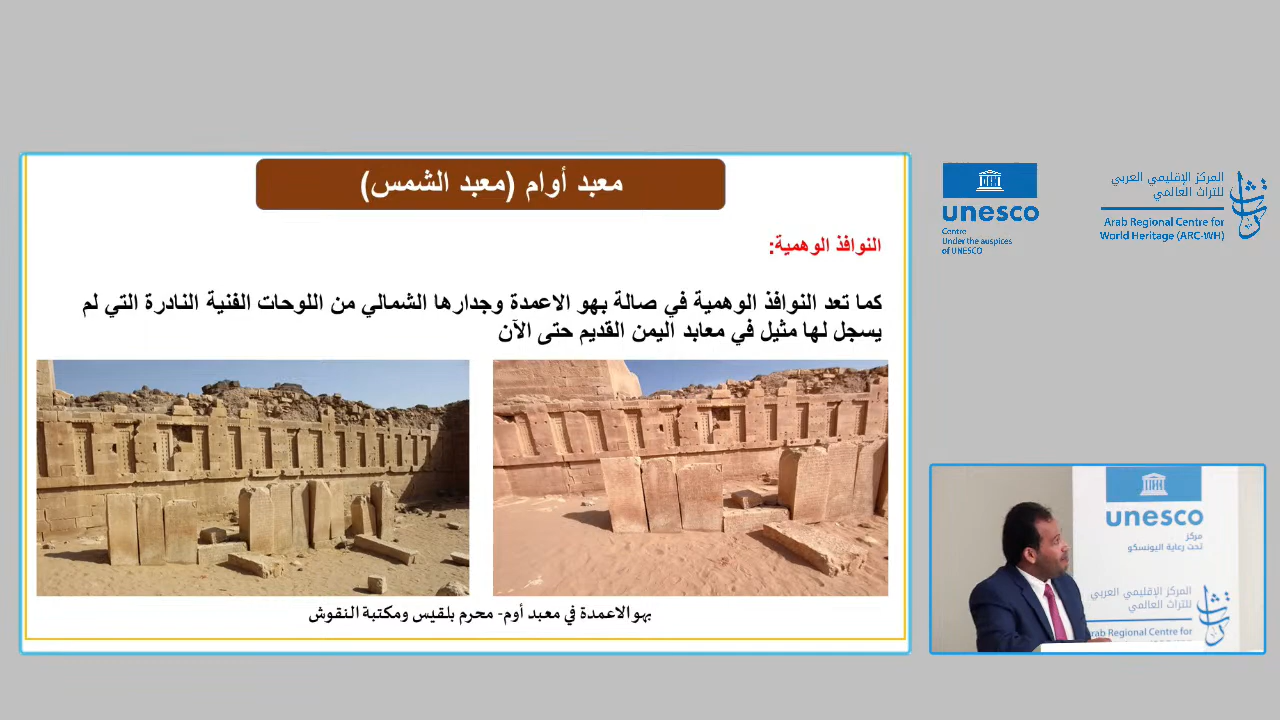 معبد أوام (معبد الشمس)
النوافذ الوهمية:
كما تعد النوافذ الوهمية في صالة بهو الاعمدة وجدارها الشمالي من اللوحات الفنية النادرة التي لم
يسجل لها مثيل في معابد اليمن القديم حتى الآن
بهو الاعمدة في معبد أوم- محرم بلقيس ومكتبة النقوش
unesco
Centre
Under the auspices
of UNESCO
المركز الإقليمي العربي
للتراث العالمي
Arab Regional Centre for
World Heritage (ARC-WH)
unesco
مركز
تحت رعاية اليونسكو
المركز الإقليمي العربي
للتراث العالمي
Arab Regional Centre for